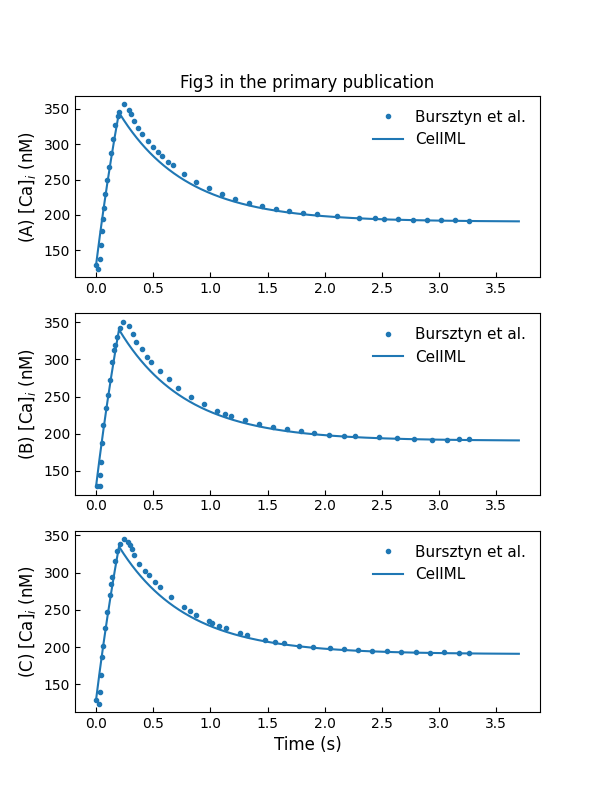 Fig3 in the primary publication
(A) [Ca]i (nM)
350
300
250
200
150
Bursztyn et al.
CellML
0.0 0.5 1.0 1.5 2.0 2.5 3.0 3.5
(B) [Ca]i (nM)
350
300
250
200
150
Bursztyn et al.
CellML
0.0 0.5 1.0 1.5 2.0 2.5 3.0 3.5
(C) [Ca]i (nM)
350
300
250
200
150
Bursztyn et al.
CellML
0.0 0.5 1.0 1.5 2.0 2.5 3.0 3.5
Time (s)